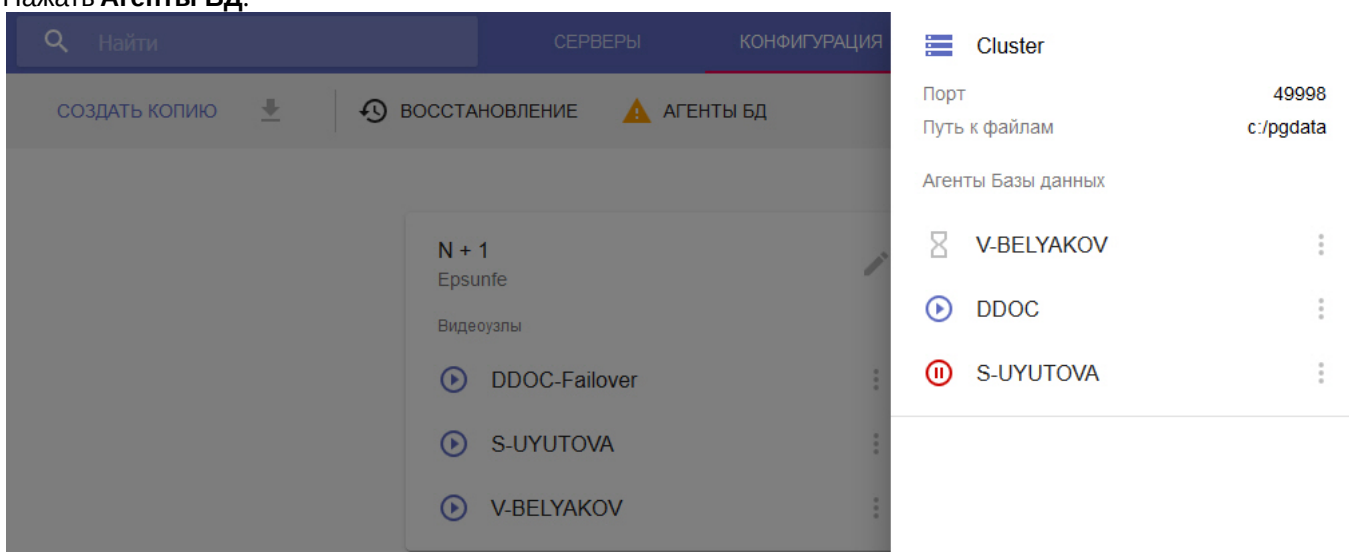 Нажать Агенты БД.
Найти
СЕРВЕРЫ
КОНФИГУРАЦИЯ
СОЗДАТЬ КОПИЮ
ВОССТАНОВЛЕНИЕ
АГЕНТЫ БД
N + 1
Epsunfe
Видеоузлы
DDOC-Failover
S-UYUTOVA
V-BELYAKOV
Cluster
Порт 49998
Путь к файлам c:/pgdata
Агенты Базы данных
V-BELYAKOV
DDOC
S-UYUTOVA